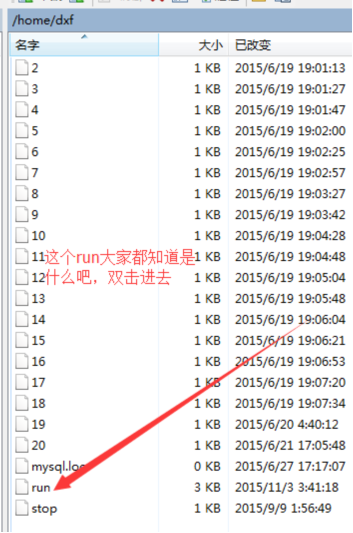 /home/dxf
名字 大小 已改变
2 1 KB 2015/6/19 19:01:13
3 1 KB 2015/6/19 19:01:27
4 1 KB 2015/6/19 19:01:47
5 1 KB 2015/6/19 19:02:00
6 1 KB 2015/6/19 19:02:25
7 1 KB 2015/6/19 19:02:57
8 1 KB 2015/6/19 19:03:27
9 1 KB 2015/6/19 19:03:42
10 1 KB 2015/6/19 19:04:28
11 1 KB 2015/6/19 19:04:48
这个run大家都知道是
什么吧，双击进去
12 1 KB 2015/6/19 19:05:04
13 1 KB 2015/6/19 19:05:48
14 1 KB 2015/6/19 19:06:04
15 1 KB 2015/6/19 19:06:21
16 1 KB 2015/6/19 19:06:53
17 1 KB 2015/6/19 19:07:20
18 1 KB 2015/6/19 19:07:34
19 1 KB 2015/6/20 4:40:12
20 1 KB 2015/6/21 17:05:48
0 KB 2015/6/27 17:17:07
run 3 KB 2015/11/3 3:41:18
stop 1 KB 2015/9/9 1:56:49